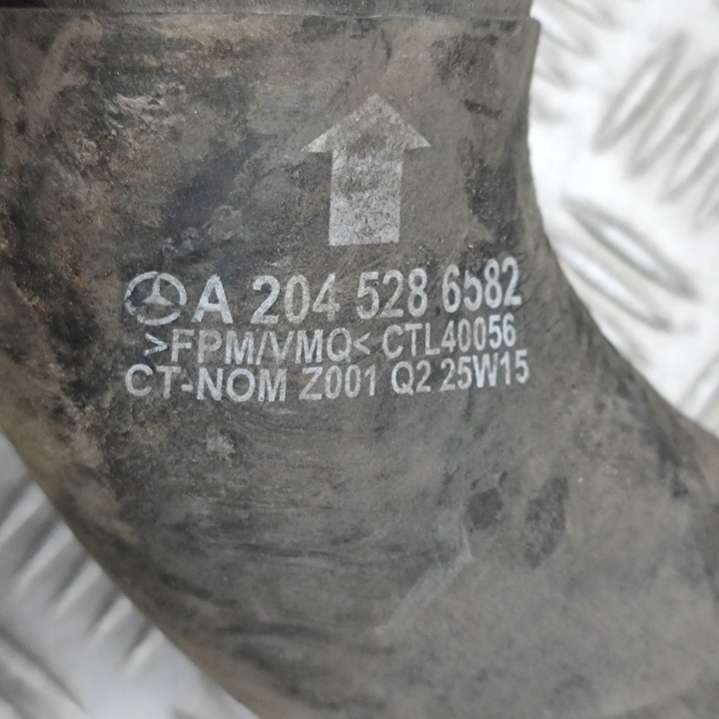 A 204 528 6582
>FPM/VMQ< CTL40056
CT-NOM Z001 Q2 25W15